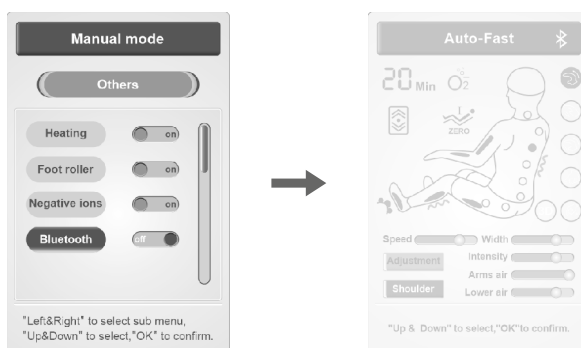 Manual mode
Others
Heating on
Foot roller on
Negative ions on
Bluetooth off
"Left&Right" to select sub menu,
"Up&Down" to select,"OK" to confirm.
Auto-Fast
20 Min O2
ZERO
Speed Width
Adjustment Intensity
Arms air
Shoulder Lower air
"Up & Down" to select,"OK"to confirm.